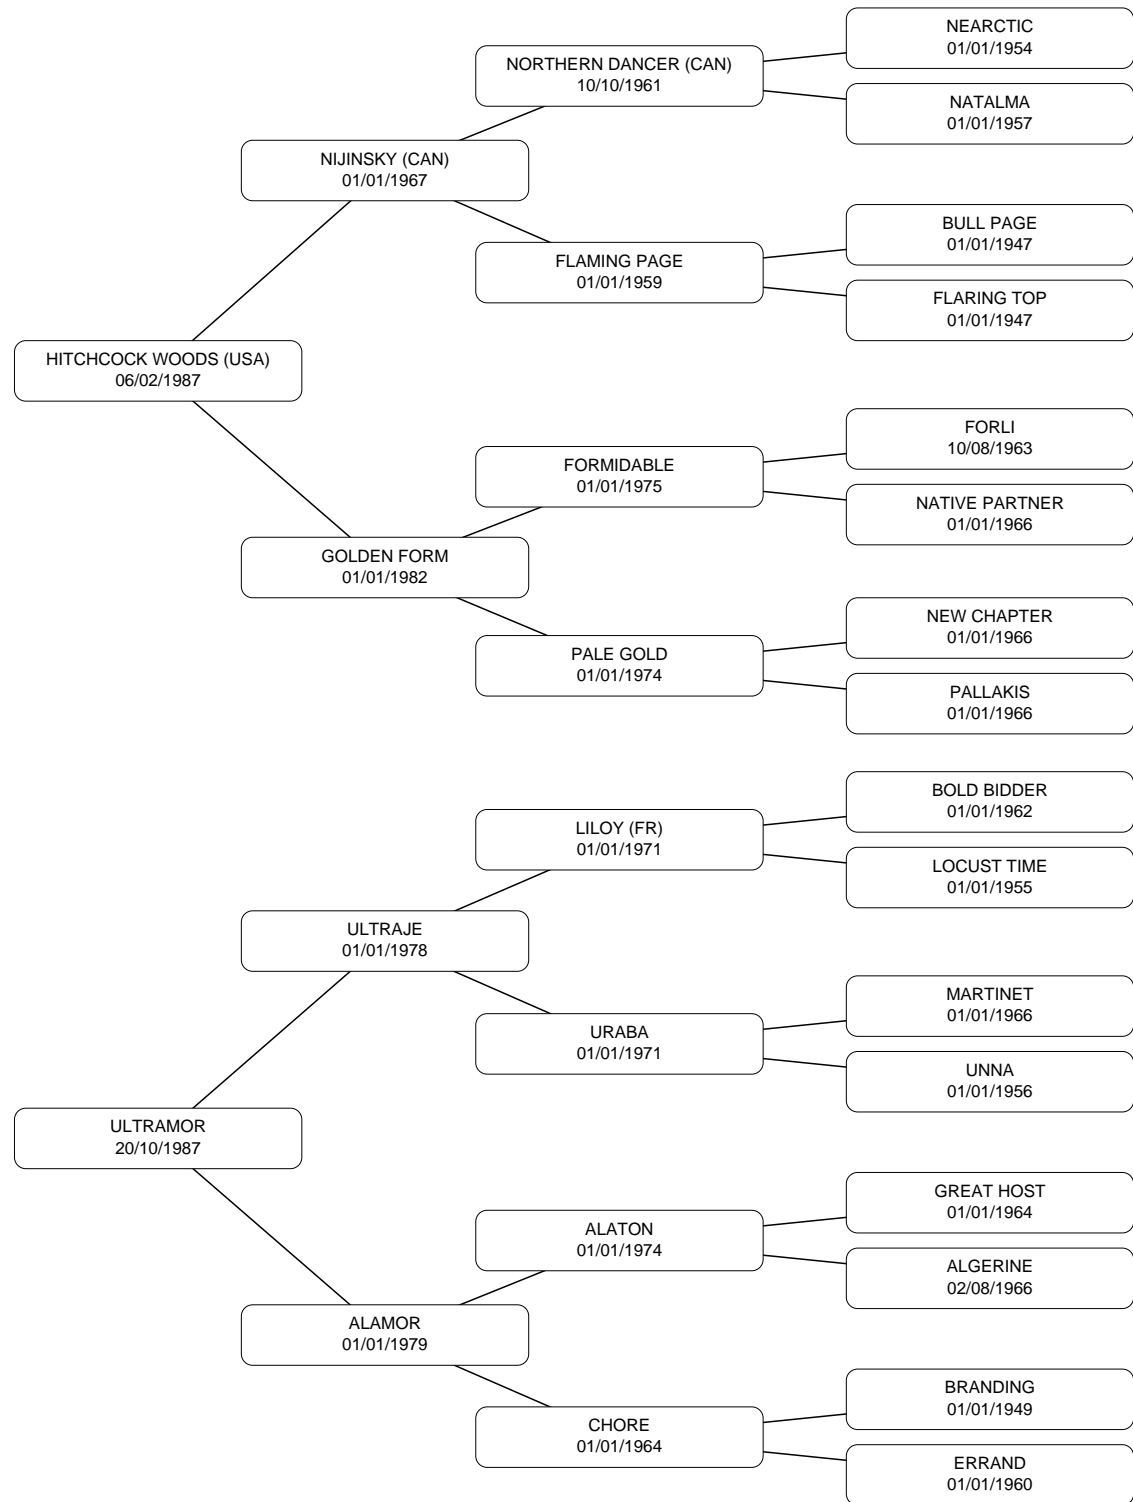 NEARCTIC
01/01/1954
NORTHERN DANCER (CAN)
10/10/1961
NATALMA
01/01/1957
NIJINSKY (CAN)
01/01/1967
BULL PAGE
01/01/1947
FLAMING PAGE
01/01/1959
FLARING TOP
01/01/1947
HITCHCOCK WOODS (USA)
06/02/1987
FORLI
10/08/1963
FORMIDABLE
01/01/1975
NATIVE PARTNER
01/01/1966
GOLDEN FORM
01/01/1982
NEW CHAPTER
01/01/1966
PALE GOLD
01/01/1974
PALLAKIS
01/01/1966
BOLD BIDDER
01/01/1962
LILOY (FR)
01/01/1971
LOCUST TIME
01/01/1955
ULTRAJE
01/01/1978
MARTINET
01/01/1966
URABA
01/01/1971
UNNA
01/01/1956
ULTRAMOR
20/10/1987
GREAT HOST
01/01/1964
ALATON
01/01/1974
ALGERINE
02/08/1966
ALAMOR
01/01/1979
BRANDING
01/01/1949
CHORE
01/01/1964
ERRAND
01/01/1960